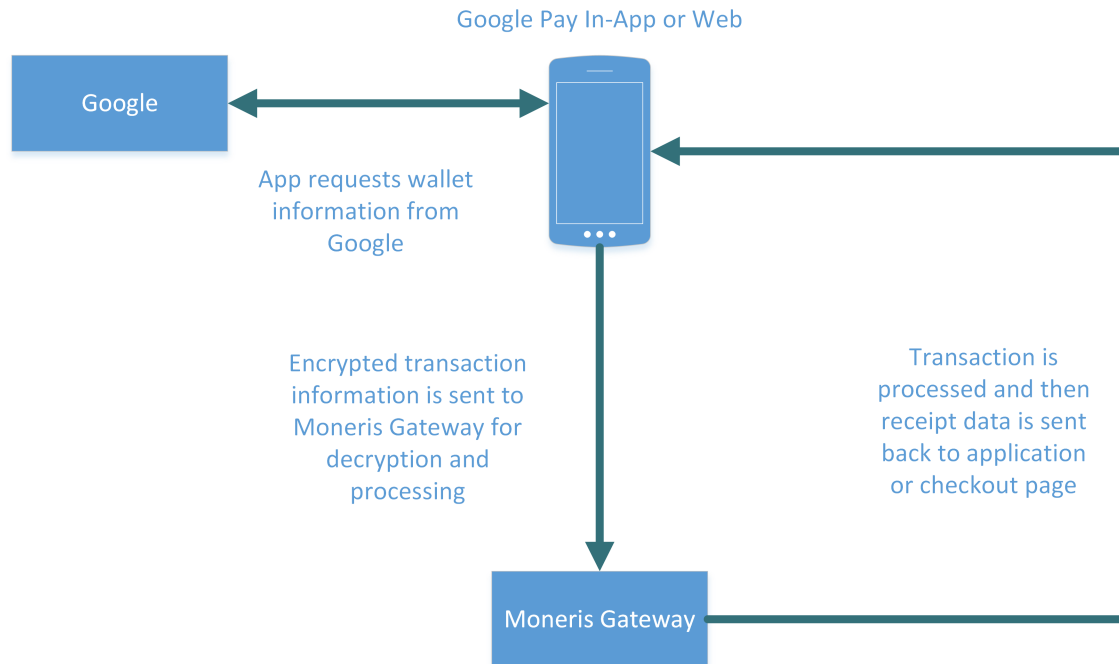 Google Pay In-App or Web
Google
App requests wallet
information from
Google
Encrypted transaction
information is sent to
Moneris Gateway for
decryption and
processing
Transaction is
processed and then
receipt data is sent
back to application
or checkout page
Moneris Gateway